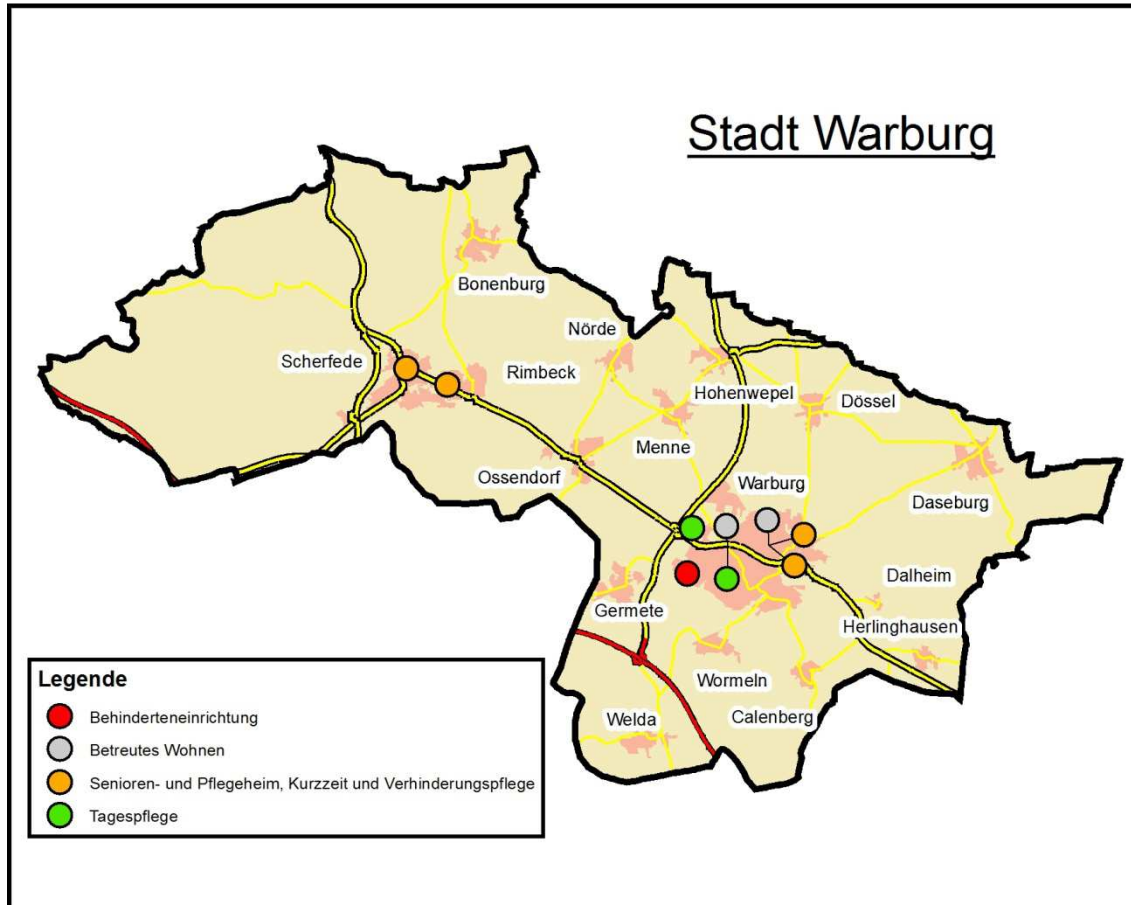 Stadt Warburg
Bonenburg
Nörde
Scherfede
Rimbeck
Hohenwepel
Dössel
Menne
Ossendorf
Warburg
Daseburg
Dalheim
Germete
Herlinghausen
Wormeln
Welda
Calenberg
Legende
Behinderteneinrichtung
Betreutes Wohnen
Senioren- und Pflegeheim, Kurzzeit und Verhinderungspflege
Tagespflege